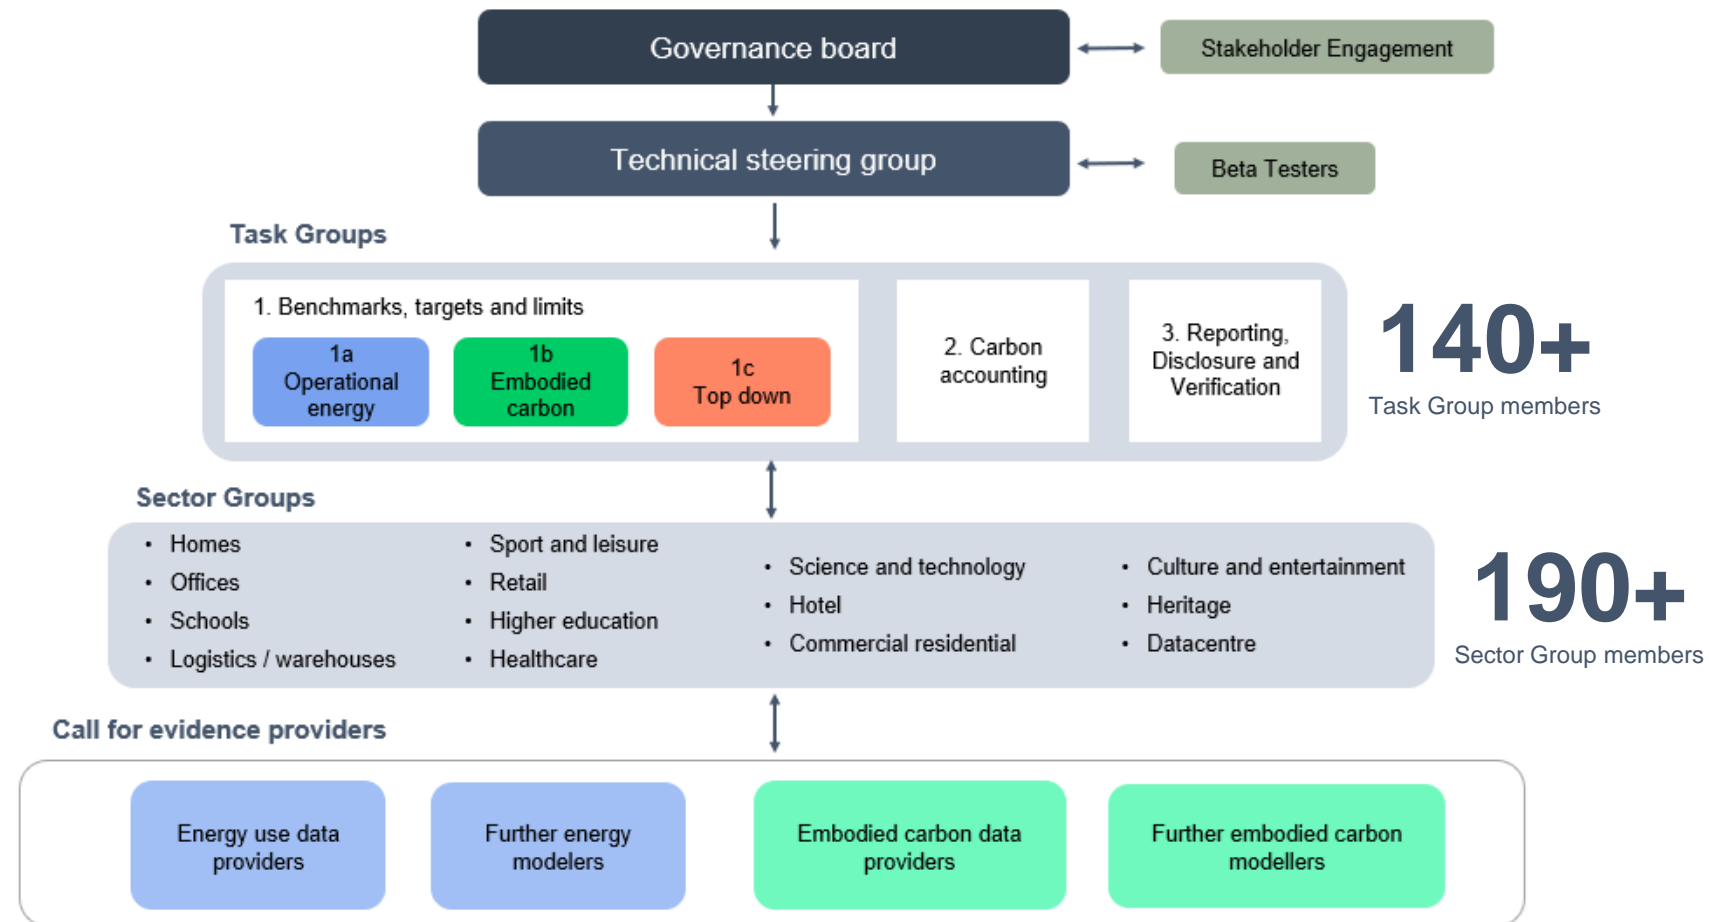 Governance board
Stakeholder Engagement
Technical steering group
Beta Testers
Task Groups
1. Benchmarks, targets and limits
1a
Operational
energy
1b
Embodied
carbon
1c
Top down
2. Carbon
accounting
3. Reporting,
Disclosure and
Verification
140+
Task Group members
Sector Groups
• Homes
• Offices
• Schools
• Logistics / warehouses
• Sport and leisure
• Retail
• Higher education
• Healthcare
• Science and technology
• Hotel
• Commercial residential
• Culture and entertainment
• Heritage
• Datacentre
190+
Sector Group members
Call for evidence providers
Energy use data
providers
Further energy
modelers
Embodied carbon data
providers
Further embodied carbon
modellers